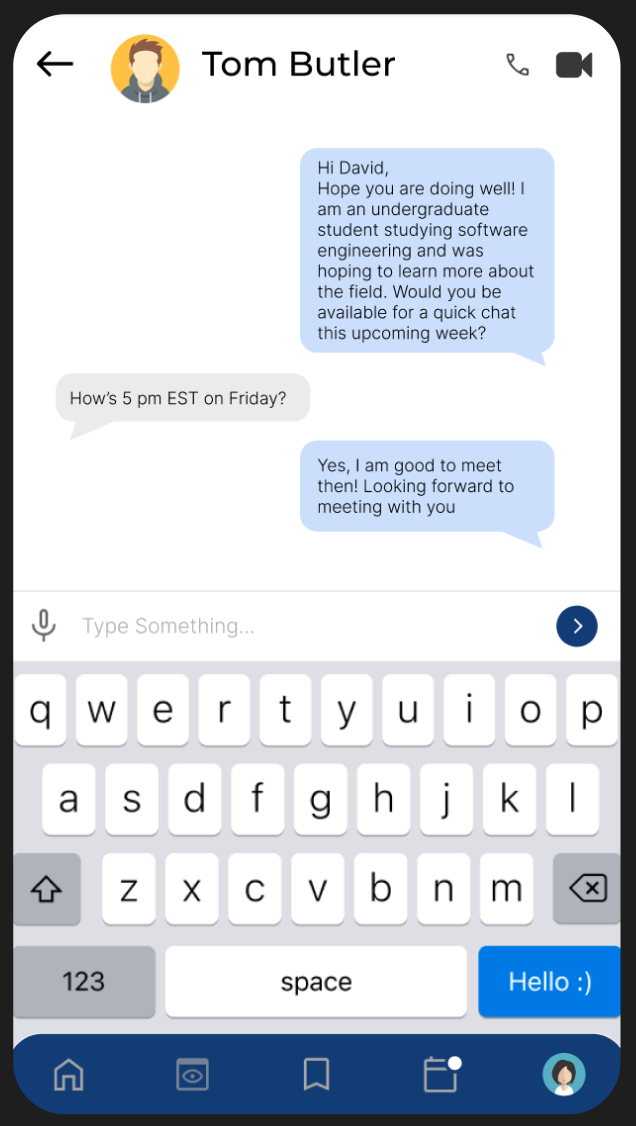 Tom Butler
Hi David,
Hope you are doing well! I
am an undergraduate
student studying software
engineering and was
hoping to learn more about
the field. Would you be
available for a quick chat
this upcoming week?
How's 5 pm EST on Friday?
Yes, I am good to meet
then! Looking forward to
meeting with you
Type Something...
q w e r t y u i o p
a s d f g h j k l
z x c v b n m
123 space Hello :)